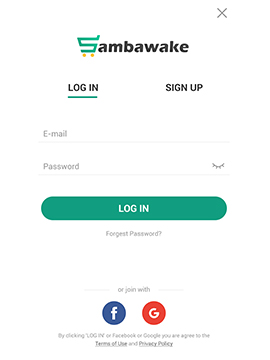 Sambawake
LOG IN
SIGN UP
E-mail
Password
LOG IN
Forgest Password?
or join with
f
G
By clicking 'LOG IN' or Facebook or Google you are agree to the
Terms of Use and Privacy Policy